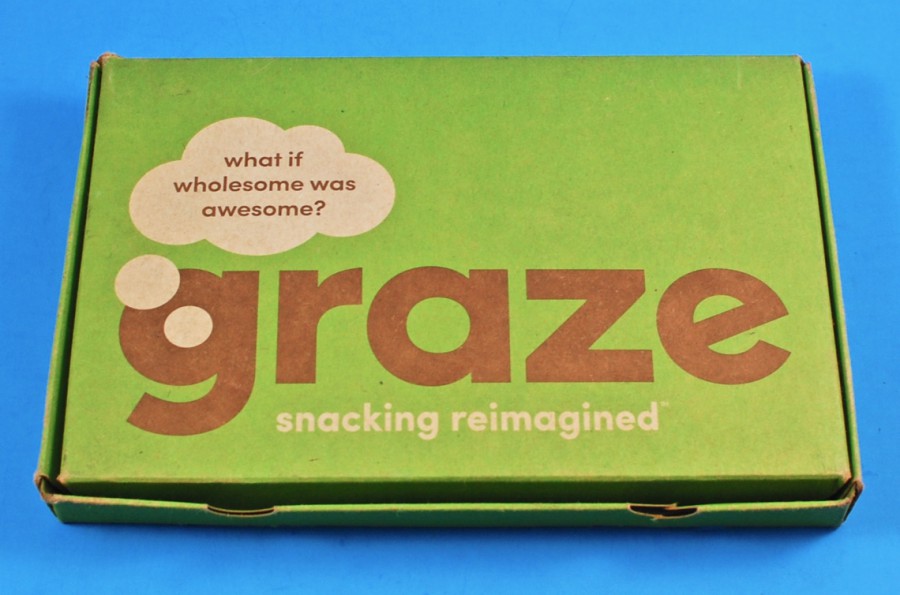 what if
wholesome was
awesome?
graze
snacking reimagined™